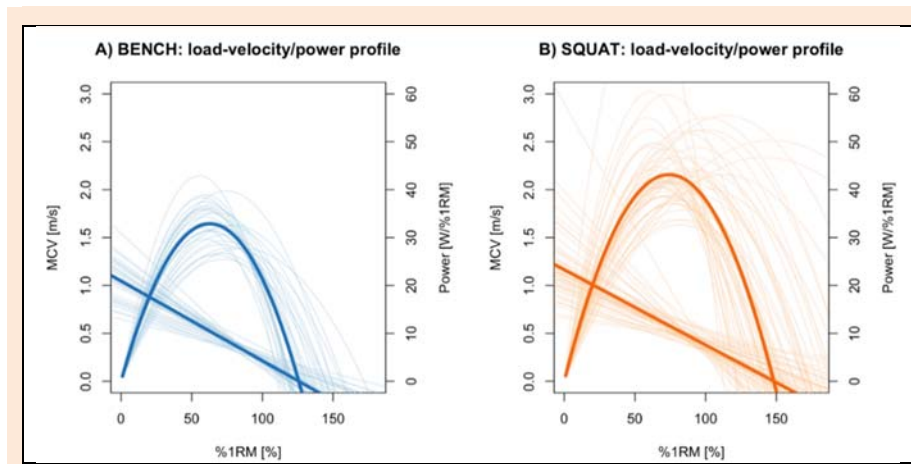 A) BENCH: load-velocity/power profile
MCV [m/s]
3.0
2.5
2.0
1.5
1.0
0.5
0.0
60
50
40
30
20
10
0
Power [W/%1RM]
0 50 100 150
%1RM [%]
B) SQUAT: load-velocity/power profile
MCV [m/s]
3.0
2.5
2.0
1.5
1.0
0.5
0.0
60
50
40
30
20
10
0
Power [W/%1RM]
0 50 100 150
%1RM [%]